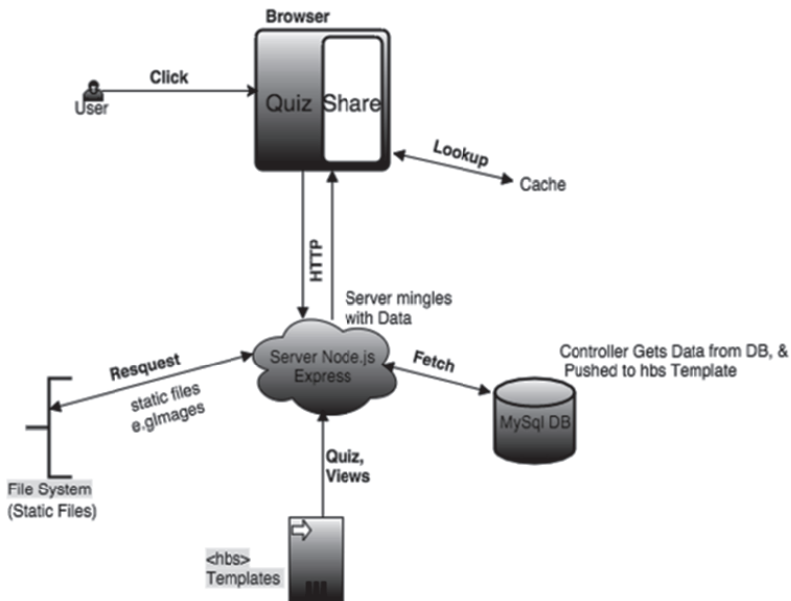 Browser
Click
User
Quiz
Share
Lookup
Cache
HTTP
Server mingles
with Data
Server Node.js
Express
Resquest
static files
e.gImages
Fetch
Controller Gets Data from DB, &
Pushed to hbs Template
MySql DB
File System
(Static Files)
Quiz,
Views
<hbs>
Templates